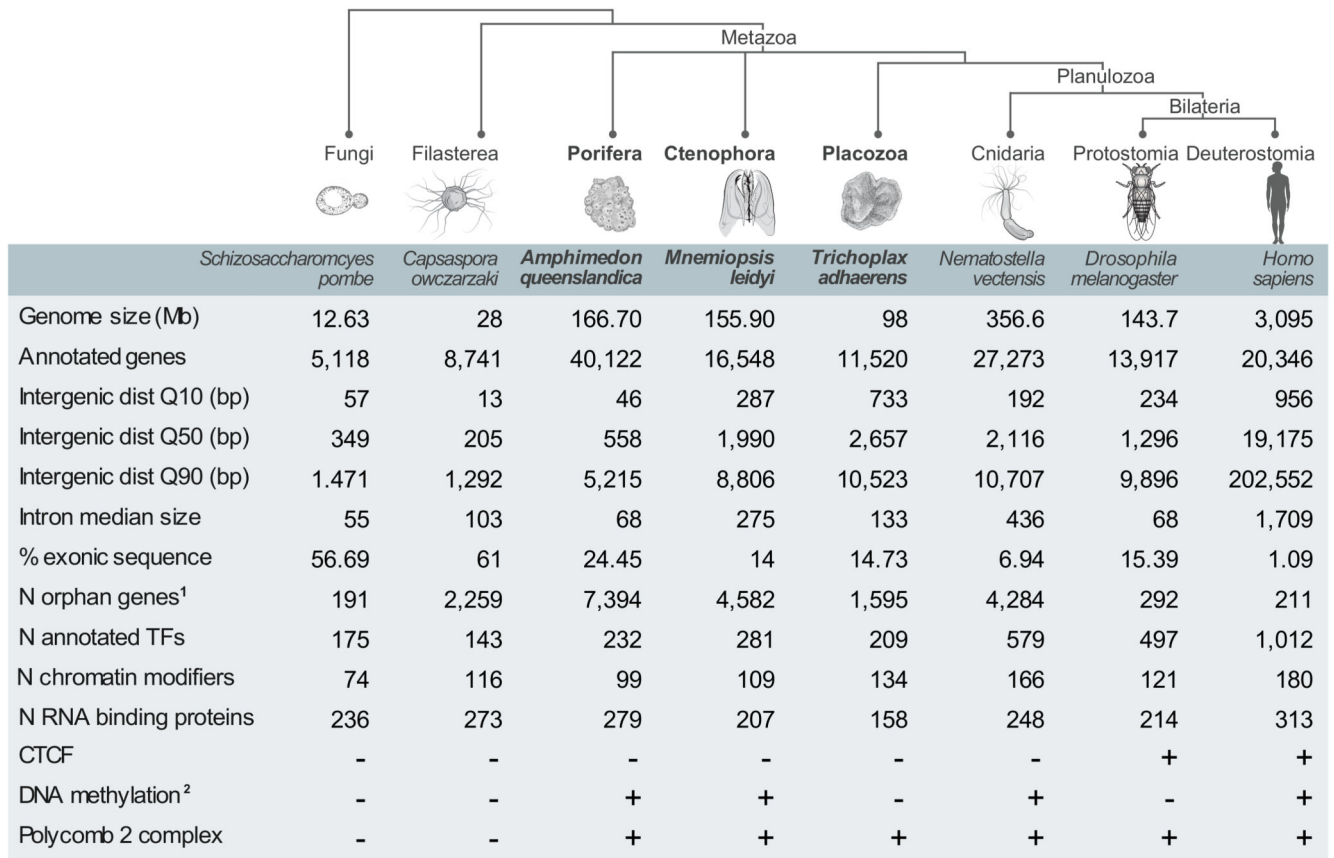 Metazoa
Planulozoa
Bilateria
Fungi Filasterea Porifera Ctenophora Placozoa Cnidaria Protostomia Deuterostomia
Schizosaccharomcyes pombe Capsaspora owczarzaki Amphimedon queenslandica Mnemiopsis leidyi Trichoplax adhaerens Nematostella vectensis Drosophila melanogaster Homo sapiens
Genome size (Mb) 12.63 28 166.70 155.90 98 356.6 143.7 3,095
Annotated genes 5,118 8,741 40,122 16,548 11,520 27,273 13,917 20,346
Intergenic dist Q10 (bp) 57 13 46 287 733 192 234 956
Intergenic dist Q50 (bp) 349 205 558 1,990 2,657 2,116 1,296 19,175
Intergenic dist Q90 (bp) 1.471 1,292 5,215 8,806 10,523 10,707 9,896 202,552
Intron median size 55 103 68 275 133 436 68 1,709
% exonic sequence 56.69 61 24.45 14 14.73 6.94 15.39 1.09
N orphan genes¹ 191 2,259 7,394 4,582 1,595 4,284 292 211
N annotated TFs 175 143 232 281 209 579 497 1,012
N chromatin modifiers 74 116 99 109 134 166 121 180
N RNA binding proteins 236 273 279 207 158 248 214 313
CTCF - - - - - - + +
DNA methylation² - - + + - + - +
Polycomb 2 complex - - + + + + + +